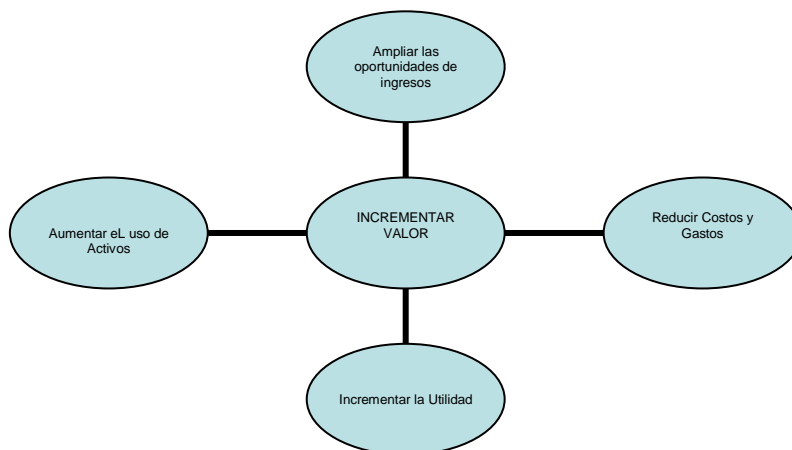 Ampliar las
oportunidades de
ingresos
INCREMENTAR
VALOR
Aumentar eL uso de
Activos
Reducir Costos y
Gastos
Incrementar la Utilidad